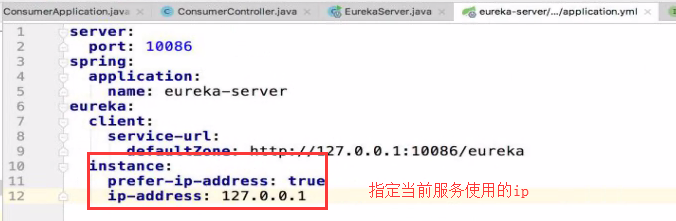 ConsumerApplication.java × ConsumerController.java × EurekaServer.java × eureka-server/.../application.yml ×
1 server:
2 port: 10086
3 spring:
4 application:
5 name: eureka-server
6 eureka:
7 client:
8 service-url:
9 defaultZone: http://127.0.0.1:10086/eureka
10 instance:
11 prefer-ip-address: true
12 ip-address: 127.0.0.1 指定当前服务使用的ip